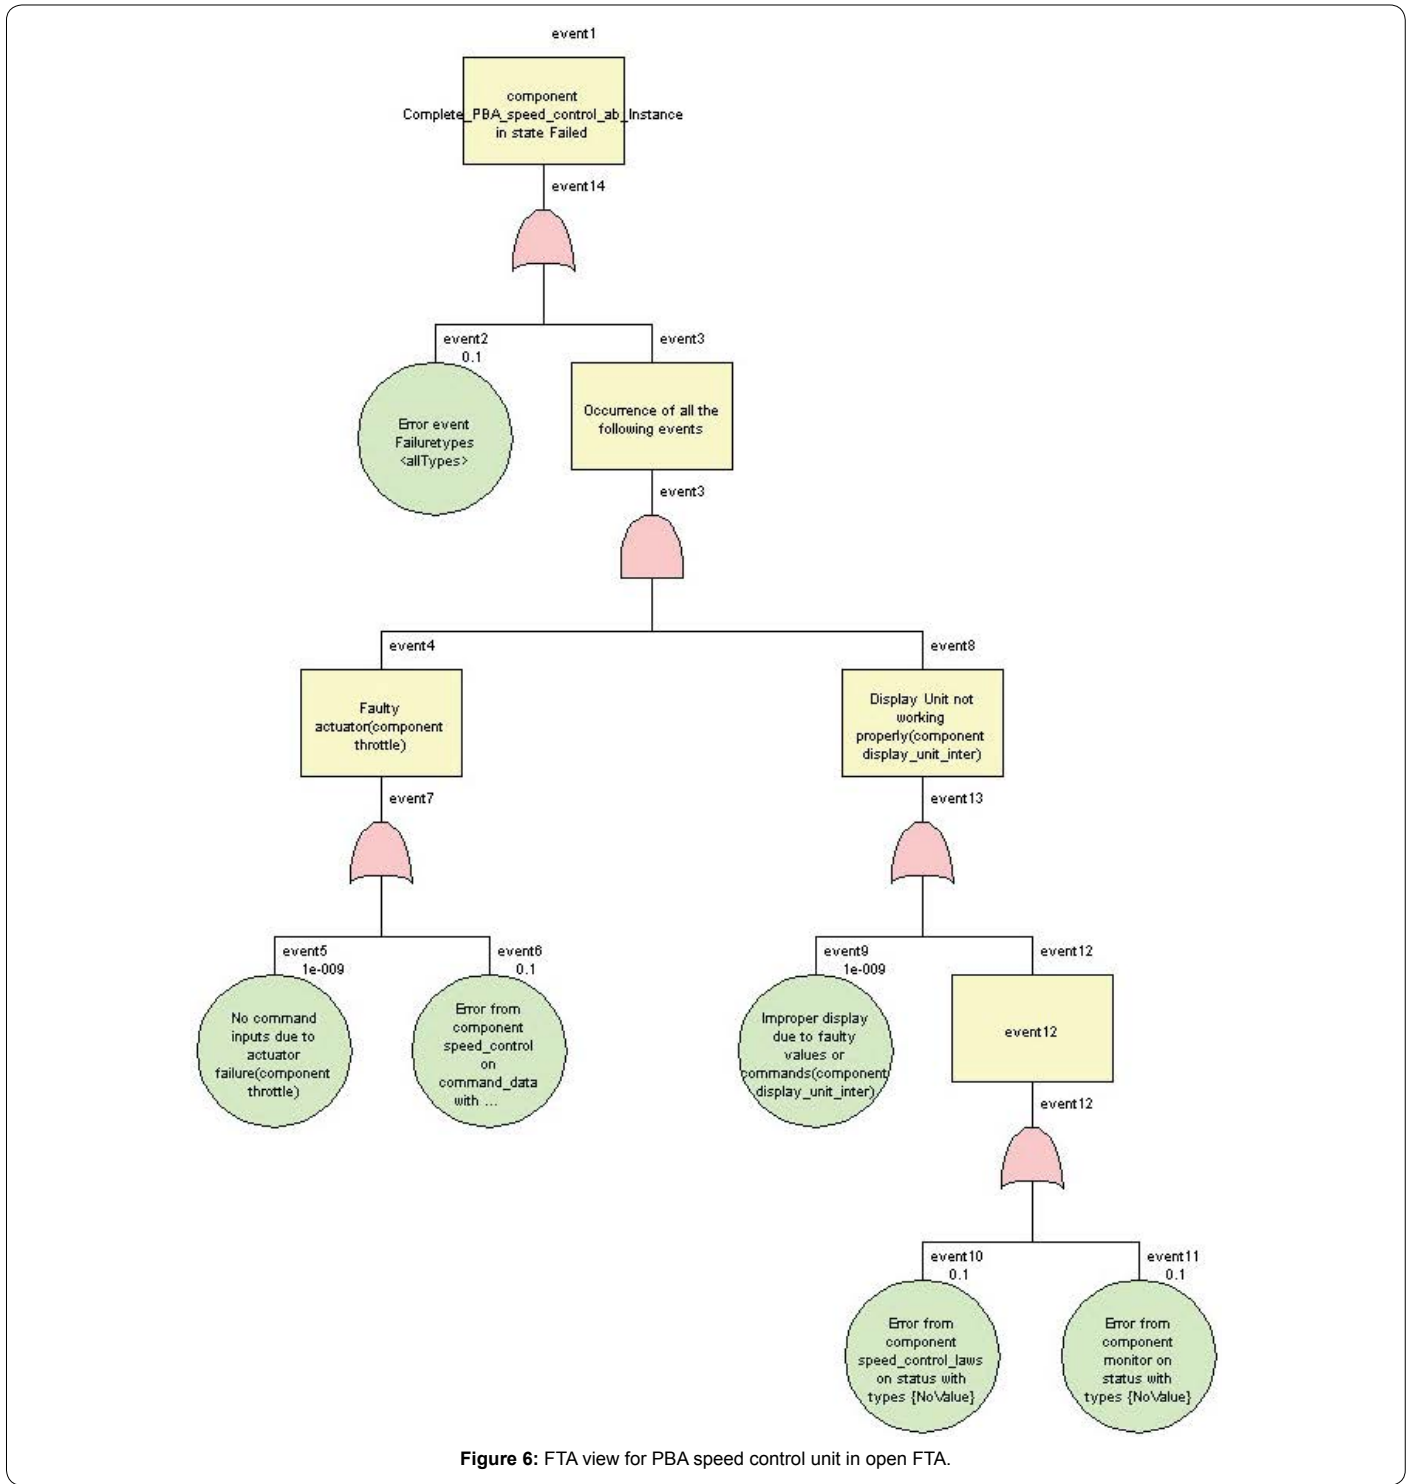 event1
component
Complete_PBA_speed_control_ab_Instance
in state Failed
event14
event2
0.1
event3
Error event
Failuretypes
<allTypes>
Occurrence of all the
following events
event3
event4
event8
Faulty
actuator(component
throttle)
Display Unit not
working
properly(component
display_unit_inter)
event7
event13
event5
1e-009
event6
0.1
event9
1e-009
event12
No command
inputs due to
actuator
failure(component
throttle)
Error from
component
speed_control
on
command_data
with ...
Improper display
due to faulty
values or
commands(component
display_unit_inter)
event12
event12
event10
0.1
event11
0.1
Error from
component
speed_control_laws
on status with
types {NoValue}
Error from
component
monitor on
status with
types {NoValue}
Figure 6: FTA view for PBA speed control unit in open FTA.